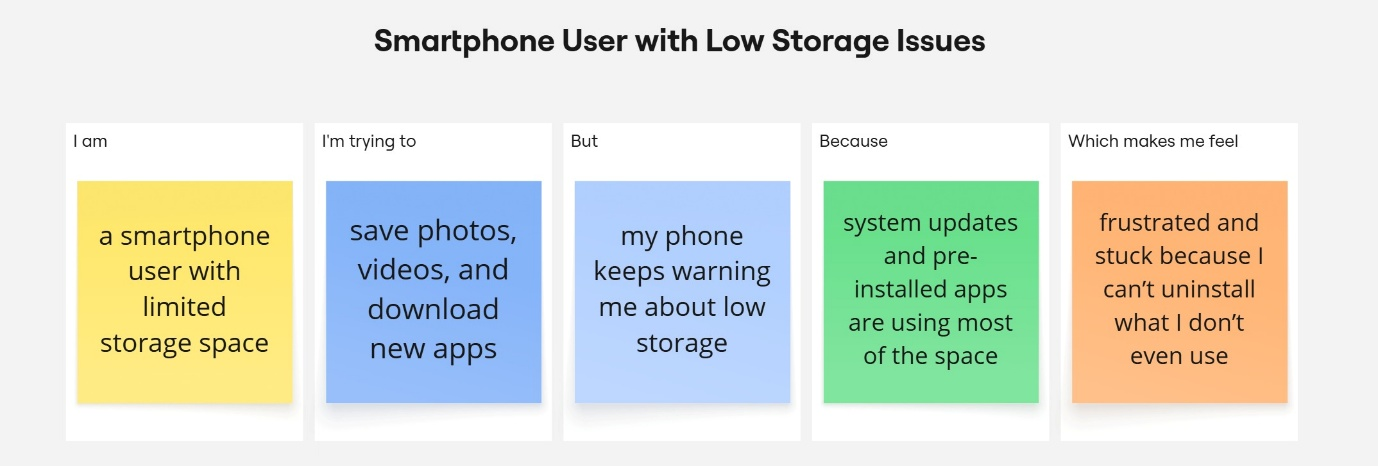 Smartphone User with Low Storage Issues
I am
a smartphone
user with
limited
storage space
I'm trying to
save photos,
videos, and
download
new apps
But
my phone
keeps warning
me about low
storage
Because
system updates
and pre-
installed apps
are using most
of the space
Which makes me feel
frustrated and
stuck because I
can’t uninstall
what I don’t
even use